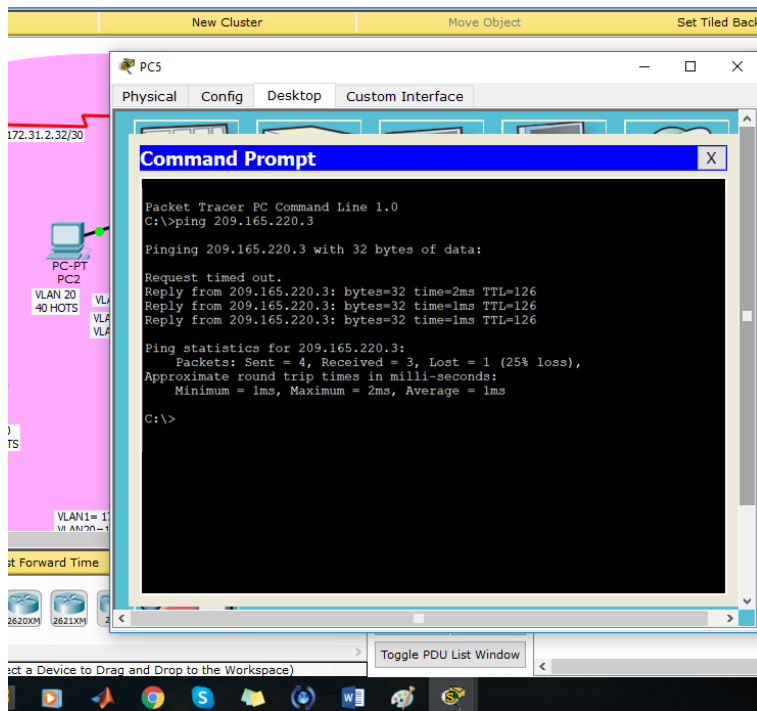 New Cluster
Move Object
Set Tiled Back
PC5
Physical
Config
Desktop
Custom Interface
172.31.2.32/30
Command Prompt
X
Packet Tracer PC Command Line 1.0
C:\>ping 209.165.220.3
Pinging 209.165.220.3 with 32 bytes of data:
Request timed out.
Reply from 209.165.220.3: bytes=32 time=2ms TTL=126
Reply from 209.165.220.3: bytes=32 time=1ms TTL=126
Reply from 209.165.220.3: bytes=32 time=1ms TTL=126
Ping statistics for 209.165.220.3:
Packets: Sent = 4, Received = 3, Lost = 1 (25% loss),
Approximate round trip times in milli-seconds:
Minimum = 1ms, Maximum = 2ms, Average = 1ms
C:\>
PC-PT
PC2
VLAN 20
40 HOTS
VLAN1= 1
VLAN20=1
st Forward Time
2620XM
2621XM
Toggle PDU List Window
ect a Device to Drag and Drop to the Workspace)